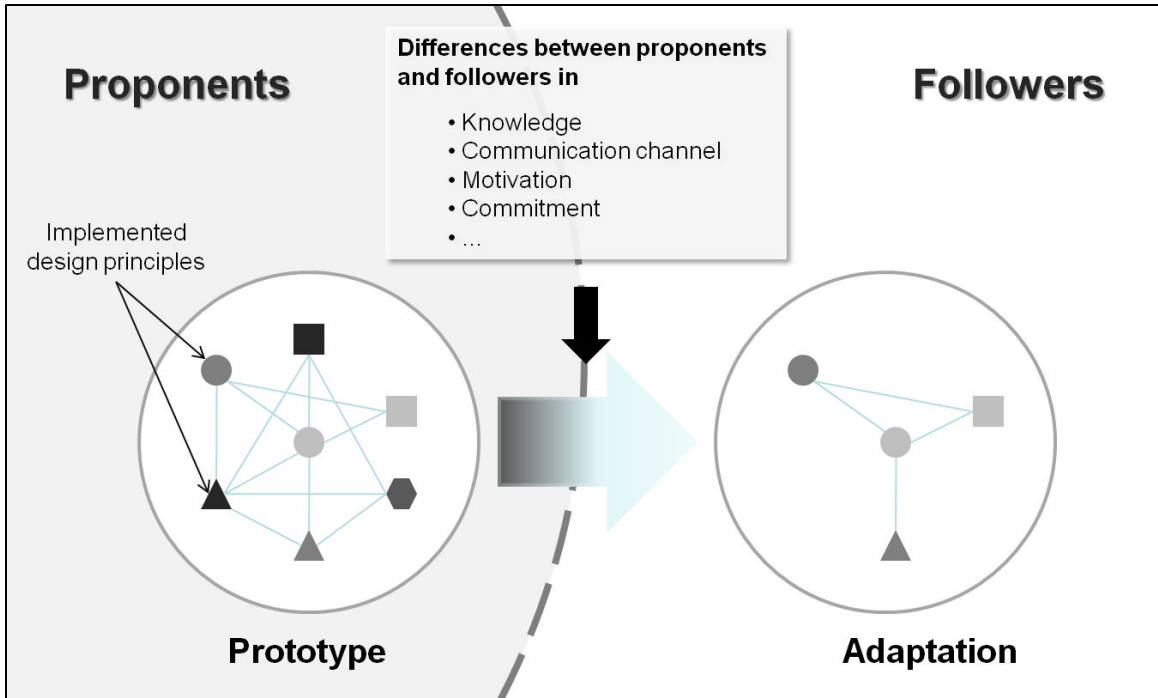 Proponents
Differences between proponents
and followers in
• Knowledge
• Communication channel
• Motivation
• Commitment
• ...
Followers
Implemented
design principles
Prototype
Adaptation